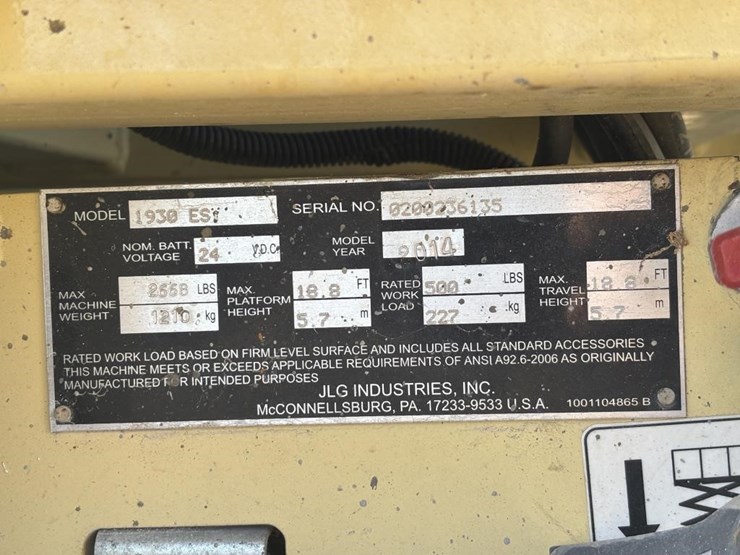 MODEL 1930 ES SERIAL NO. 0200236135
NOM. BATT. VOLTAGE 24 V.D.C. MODEL YEAR 2014
MAX MACHINE WEIGHT LBS 1210 kg MAX. PLATFORM HEIGHT 18.8 FT 5.7 m RATED WORK LOAD 500 LBS 227 kg MAX. TRAVEL HEIGHT 18.8 FT 5.7 m
RATED WORK LOAD BASED ON FIRM LEVEL SURFACE AND INCLUDES ALL STANDARD ACCESSORIES
THIS MACHINE MEETS OR EXCEEDS APPLICABLE REQUIREMENTS OF ANSI A92.6-2006 AS ORIGINALLY
MANUFACTURED FOR INTENDED PURPOSES
JLG INDUSTRIES, INC.
McCONNELLSBURG, PA. 17233-9533 U.S.A. 1001104865 B